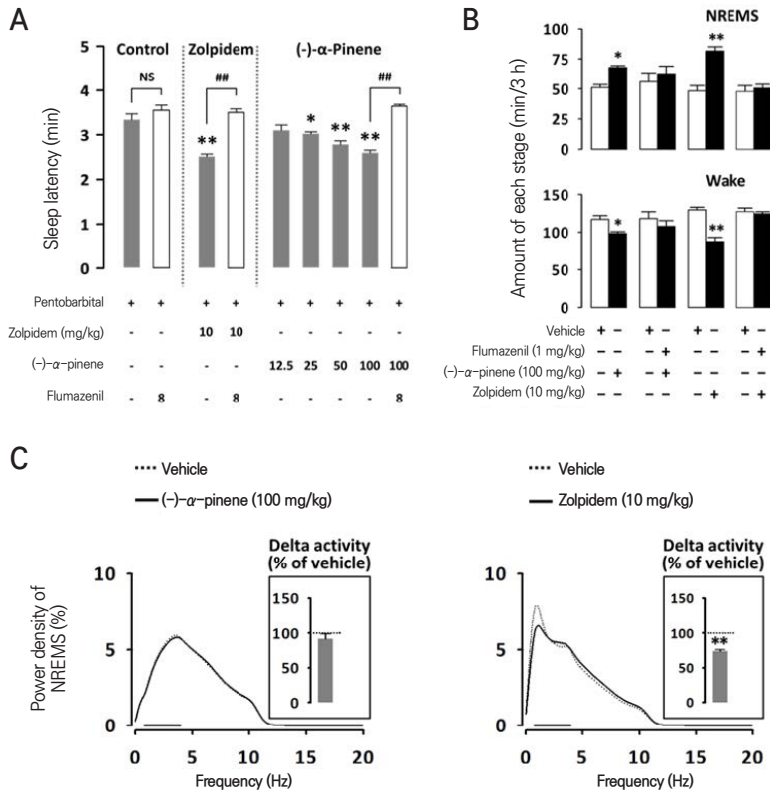 A
Control Zolpidem (-)-α-Pinene
Sleep latency (min)
5
4
3
2
1
0
NS
##
##
**
*
**
**
Pentobarbital + + + + + + + + +
Zolpidem (mg/kg) - - 10 10 - - - - -
(-)-α-pinene - - - - 12.5 25 50 100 100
Flumazenil - 8 - 8 - - - - 8
B
NREMS
Amount of each stage (min/3 h)
100
75
50
25
0
*
**
Wake
150
100
50
0
*
**
Vehicle + - + - + - + -
Flumazenil (1 mg/kg) - - - + - - - +
(-)-α-pinene (100 mg/kg) - + - + - - - -
Zolpidem (10 mg/kg) - - - - - + - +
C
Vehicle
(-)-α-pinene (100 mg/kg)
Delta activity
(% of vehicle)
150
100
50
0
Power density of
NREMS (%)
10
5
0
0 5 10 15 20
Frequency (Hz)
Vehicle
Zolpidem (10 mg/kg)
Delta activity
(% of vehicle)
150
100
50
0
**
10
5
0
0 5 10 15 20
Frequency (Hz)